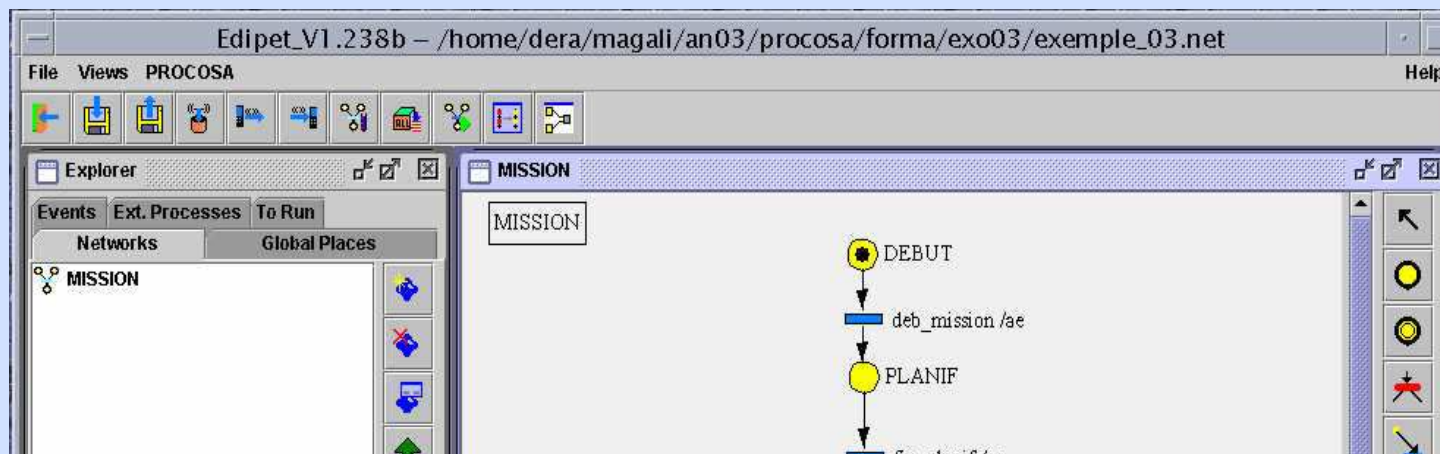 Edipet_V1.238b – /home/dera/magali/an03/procosa/forma/exo03/exemple_03.net
File Views PROCOSA Help
Explorer
Events Ext. Processes To Run
Networks Global Places
MISSION
MISSION
MISSION
DEBUT
deb_mission /ae
PLANIF